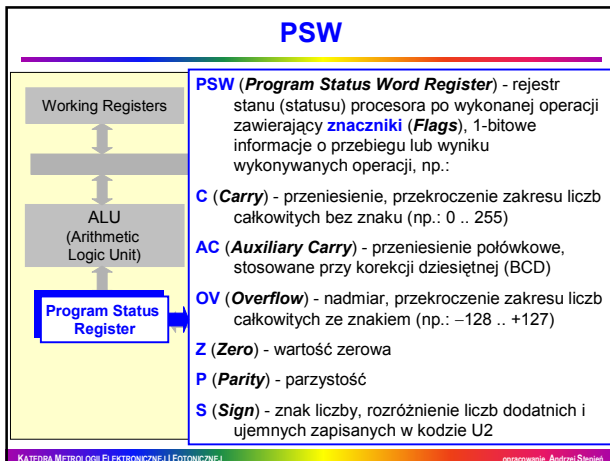 PSW
Working Registers
ALU
(Arithmetic
Logic Unit)
Program Status
Register
PSW (Program Status Word Register) - rejestr
stanu (statusu) procesora po wykonanej operacji
zawierający znaczniki (Flags), 1-bitowe
informacje o przebiegu lub wyniku
wykonywanych operacji, np.:
C (Carry) - przeniesienie, przekroczenie zakresu liczb
całkowitych bez znaku (np.: 0 .. 255)
AC (Auxiliary Carry) - przeniesienie połówkowe,
stosowane przy korekcji dziesiętnej (BCD)
OV (Overflow) - nadmiar, przekroczenie zakresu liczb
całkowitych ze znakiem (np.: −128 .. +127)
Z (Zero) - wartość zerowa
P (Parity) - parzystość
S (Sign) - znak liczby, rozróżnienie liczb dodatnich i
ujemnych zapisanych w kodzie U2
KATEDRA METROLOGII ELEKTRONICZNEJ I FOTONICZNEJ
opracowanie Andrzej Stępień